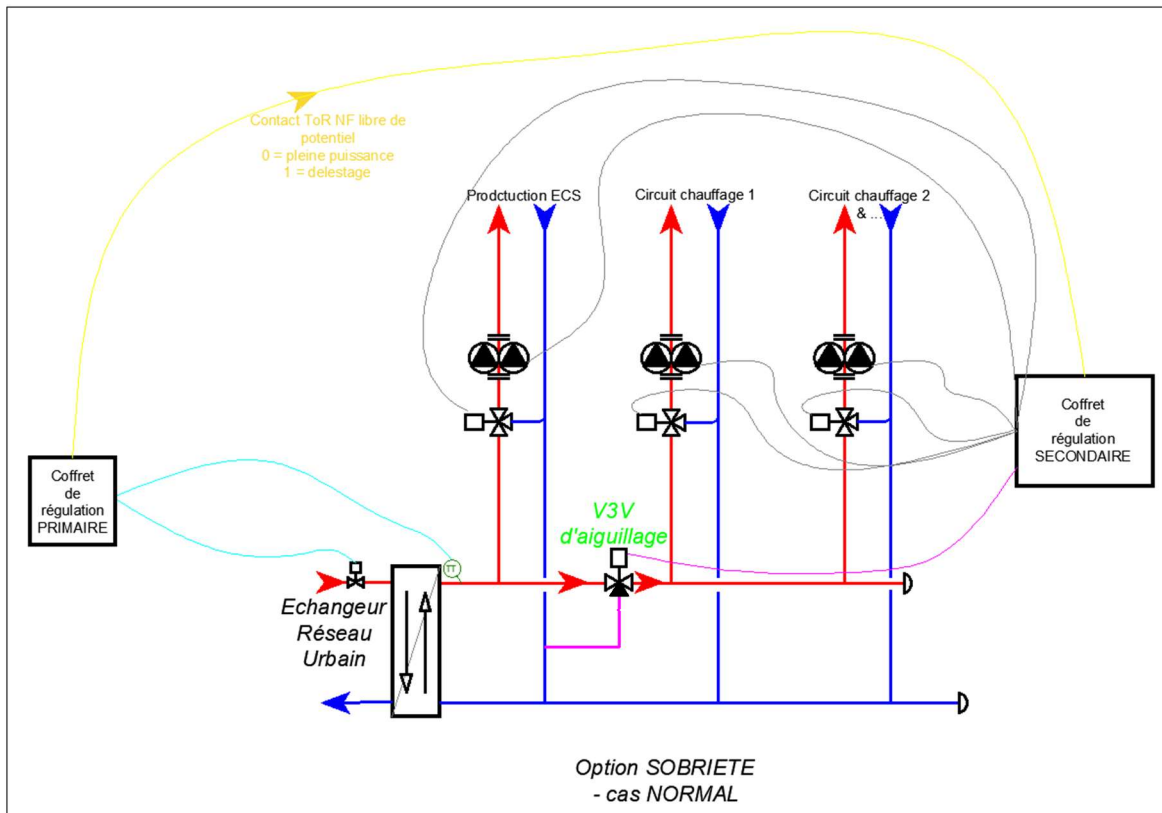 Contact ToR NF libre de
potentiel
0 = pleine puissance
1 = delestage
Prodctuction ECS
Circuit chauffage 1
Circuit chauffage 2
& ...
Coffret
de
régulation
SECONDAIRE
Coffret
de
régulation
PRIMAIRE
V3V
d'aiguillage
TT
Echangeur
Réseau
Urbain
Option SOBRIETE
- cas NORMAL